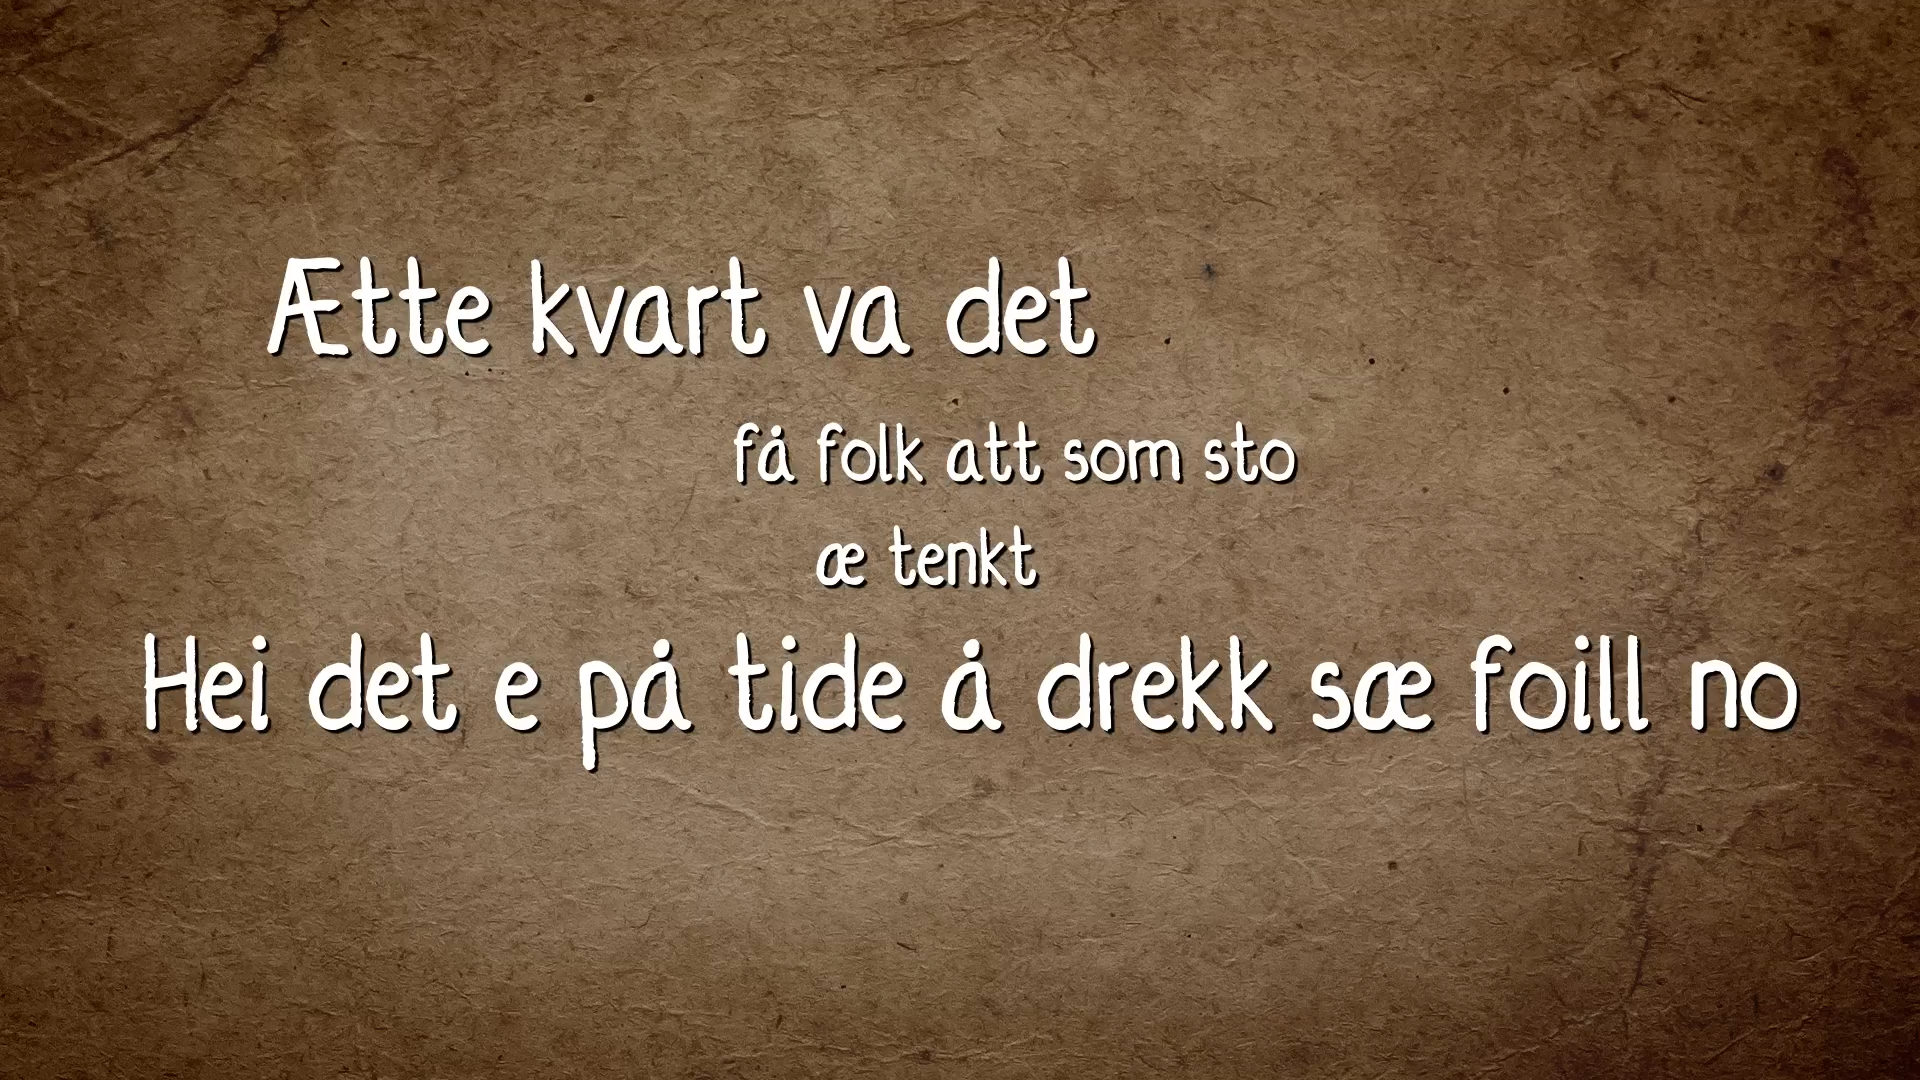 Ætte kvart va det
få folk att som sto
æ tenkt
Hei det e på tide å drekk sæ foill no